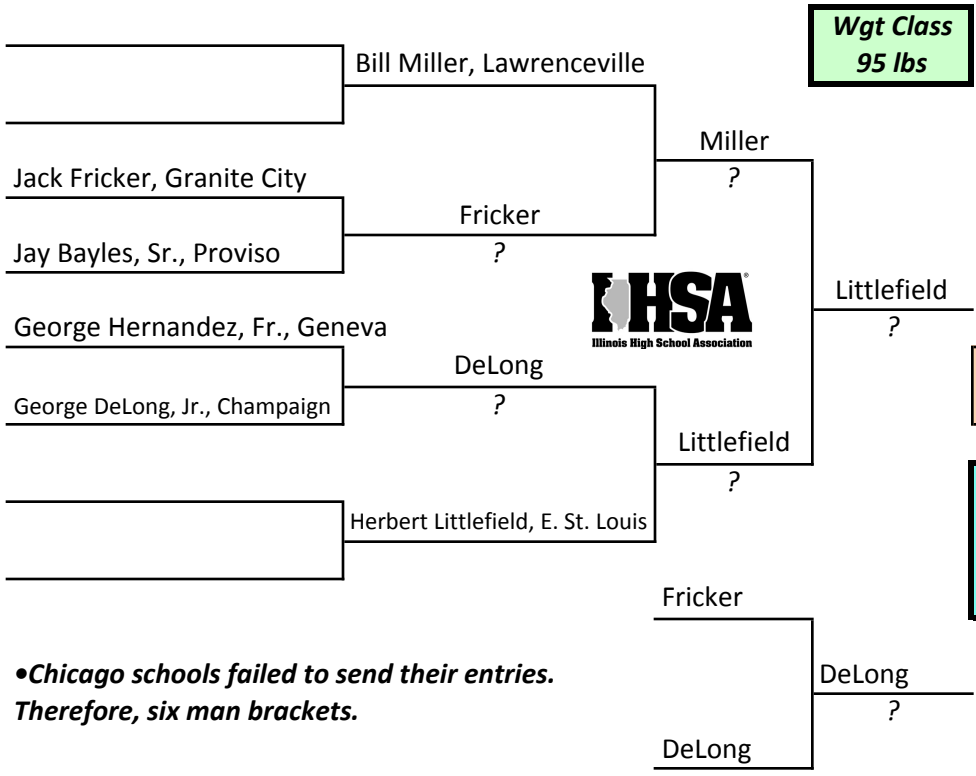 Wgt Class
95 lbs
Bill Miller, Lawrenceville
Miller
?
Jack Fricker, Granite City
Fricker
?
Jay Bayles, Sr., Proviso
IHSA®
Illinois High School Association
Littlefield
?
George Hernandez, Fr., Geneva
DeLong
?
George DeLong, Jr., Champaign
Littlefield
?
Herbert Littlefield, E. St. Louis
Fricker
•Chicago schools failed to send their entries.
Therefore, six man brackets.
DeLong
?
DeLong